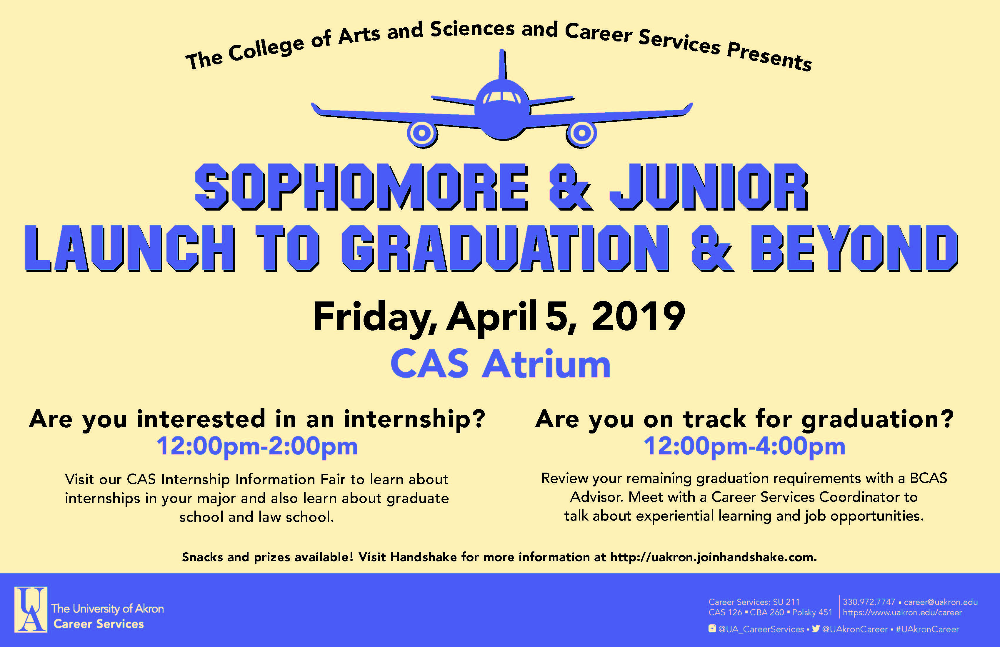 The College of Arts and Sciences and Career Services Presents
SOPHOMORE & JUNIOR
LAUNCH TO GRADUATION & BEYOND
Friday, April 5, 2019
CAS Atrium
Are you interested in an internship?
12:00pm-2:00pm
Visit our CAS Internship Information Fair to learn about
internships in your major and also learn about graduate
school and law school.
Are you on track for graduation?
12:00pm-4:00pm
Review your remaining graduation requirements with a BCAS
Advisor. Meet with a Career Services Coordinator to
talk about experiential learning and job opportunities.
Snacks and prizes available! Visit Handshake for more information at http://uakron.joinhandshake.com.
UA
The University of Akron
Career Services
Career Services: SU 211
CAS 126 ▪ CBA 260 ▪ Polsky 451
330.972.7747 ▪ career@uakron.edu
https://www.uakron.edu/career
@UA_CareerServices ▪ @UAkronCareer ▪ #UAkronCareer